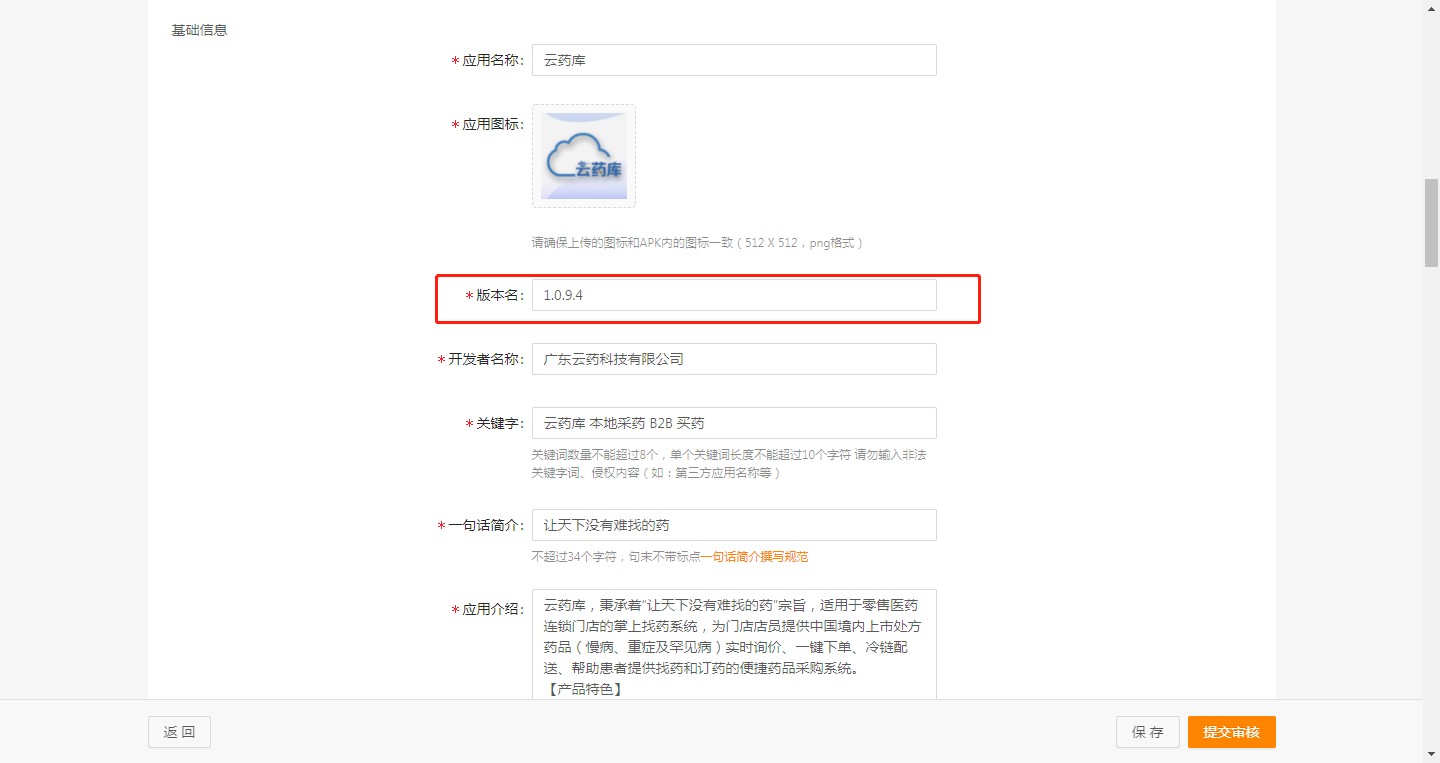 基础信息
*应用名称:
云药库
*应用图标:
云药库
请确保上传的图标和APK内的图标一致（512 X 512，png格式）
*版本名:
1.0.9.4
*开发者名称:
广东云药科技有限公司
*关键字:
云药库 本地采药 B2B 买药
关键词数量不能超过8个，单个关键词长度不能超过10个字符 请勿输入非法
关键字词、侵权内容（如：第三方应用名称等）
*一句话简介:
让天下没有难找的药
不超过34个字符，句末不带标点一句话简介撰写规范
*应用介绍:
云药库，秉承着“让天下没有难找的药”宗旨，适用于零售医药
连锁门店的掌上找药系统，为门店店员提供中国境内上市处方
药品（慢病、重症及罕见病）实时询价、一键下单、冷链配
送、帮助患者提供找药和订药的便捷药品采购系统。
【产品特色】
返 回
保 存
提交审核